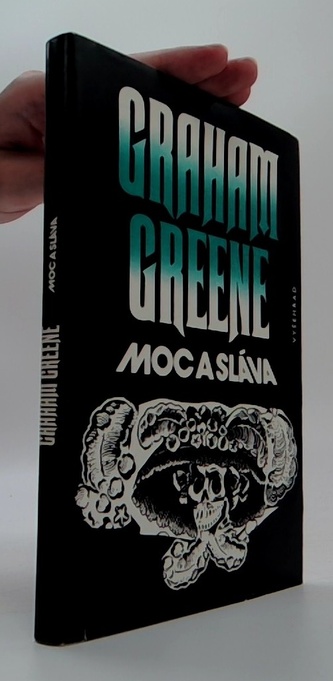 GRAHAM
GREENE
MOC A SLÁVA
VYŠEHRAD
GRAHAM GREENE
MOC A SLÁVA